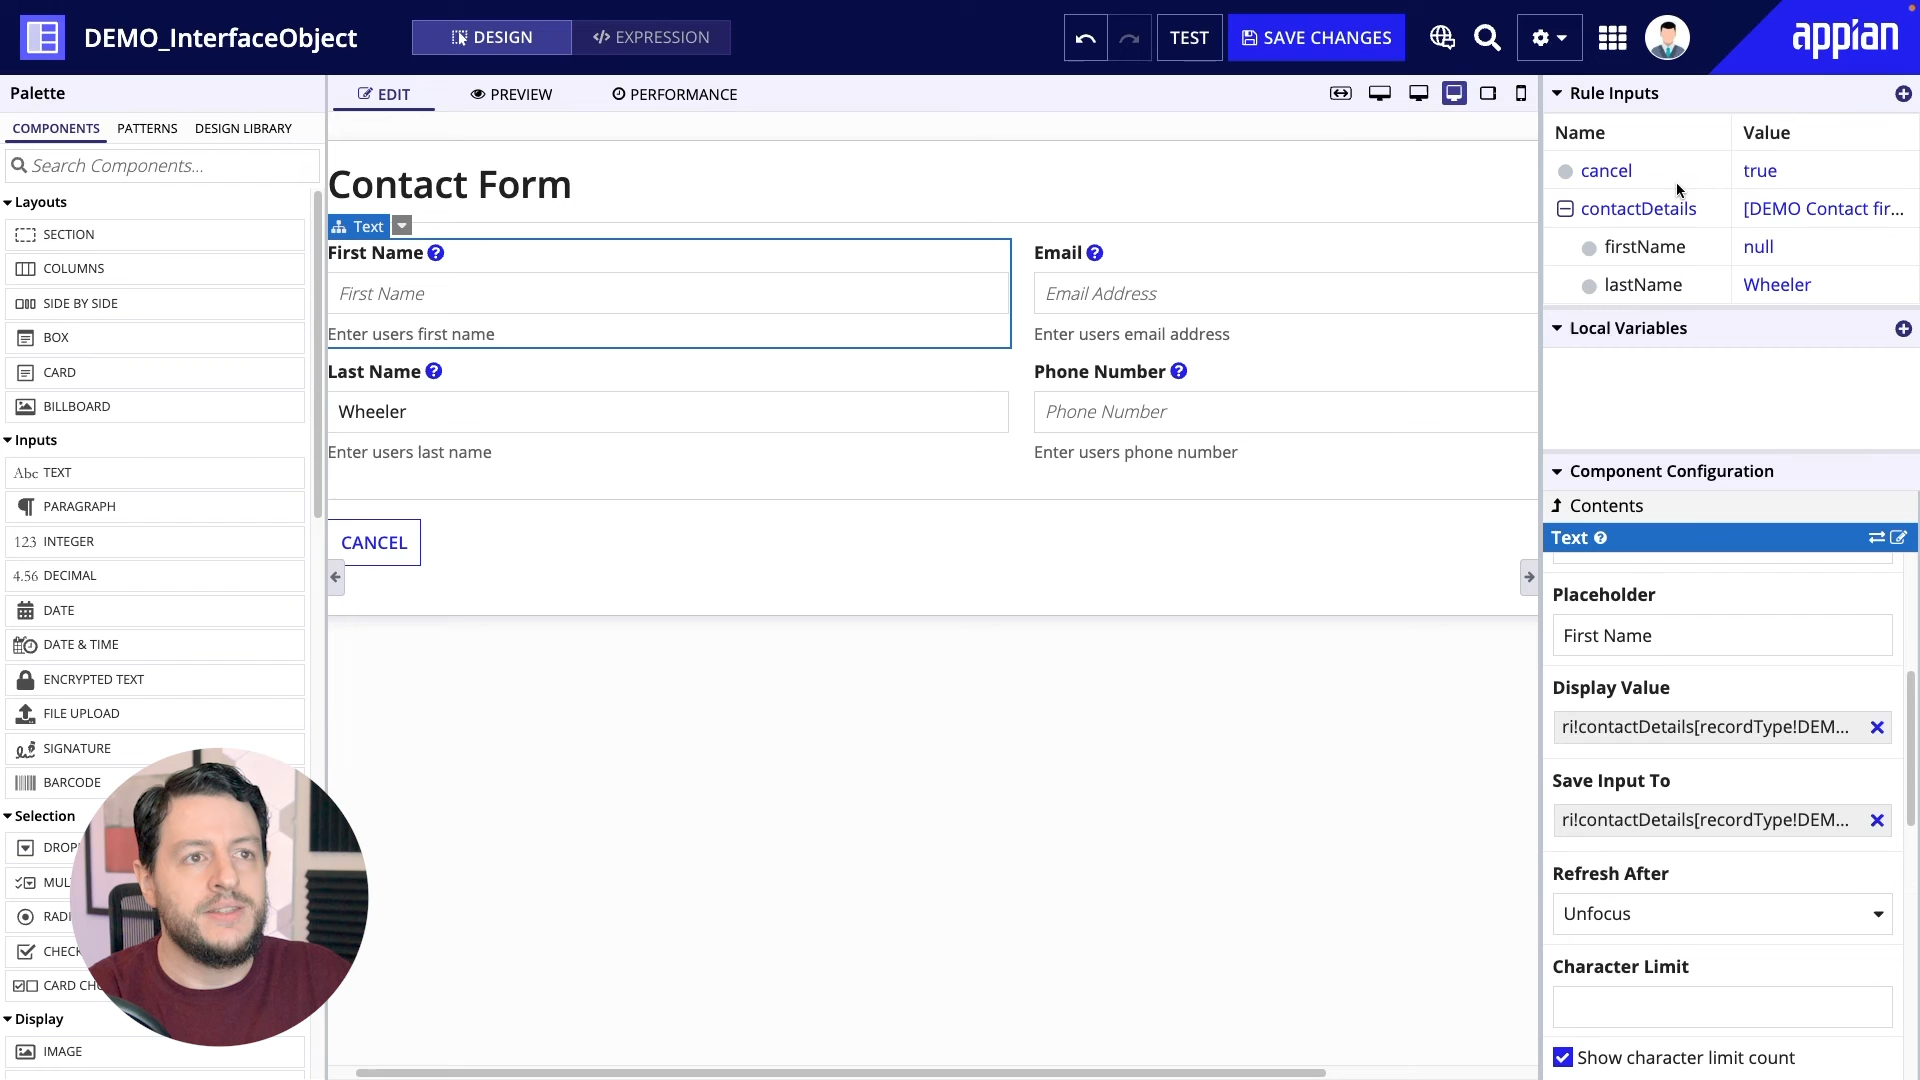 DEMO_InterfaceObject
DESIGN
</> EXPRESSION
TEST
SAVE CHANGES
appian
Palette
COMPONENTS
PATTERNS
DESIGN LIBRARY
Search Components...
Layouts
SECTION
COLUMNS
SIDE BY SIDE
BOX
CARD
BILLBOARD
Inputs
Abc TEXT
PARAGRAPH
123 INTEGER
4.56 DECIMAL
DATE
DATE & TIME
ENCRYPTED TEXT
FILE UPLOAD
SIGNATURE
BARCODE
Selection
Display
IMAGE
EDIT
PREVIEW
PERFORMANCE
Contact Form
Text
First Name ?
First Name
Enter users first name
Email ?
Email Address
Enter users email address
Last Name ?
Wheeler
Enter users last name
Phone Number ?
Phone Number
Enter users phone number
CANCEL
Rule Inputs
Name
Value
cancel
true
contactDetails
[DEMO Contact fir...
firstName
null
lastName
Wheeler
Local Variables
Component Configuration
Contents
Text ?
Placeholder
First Name
Display Value
ri!contactDetails[recordType!DEM...
Save Input To
ri!contactDetails[recordType!DEM...
Refresh After
Unfocus
Character Limit
Show character limit count